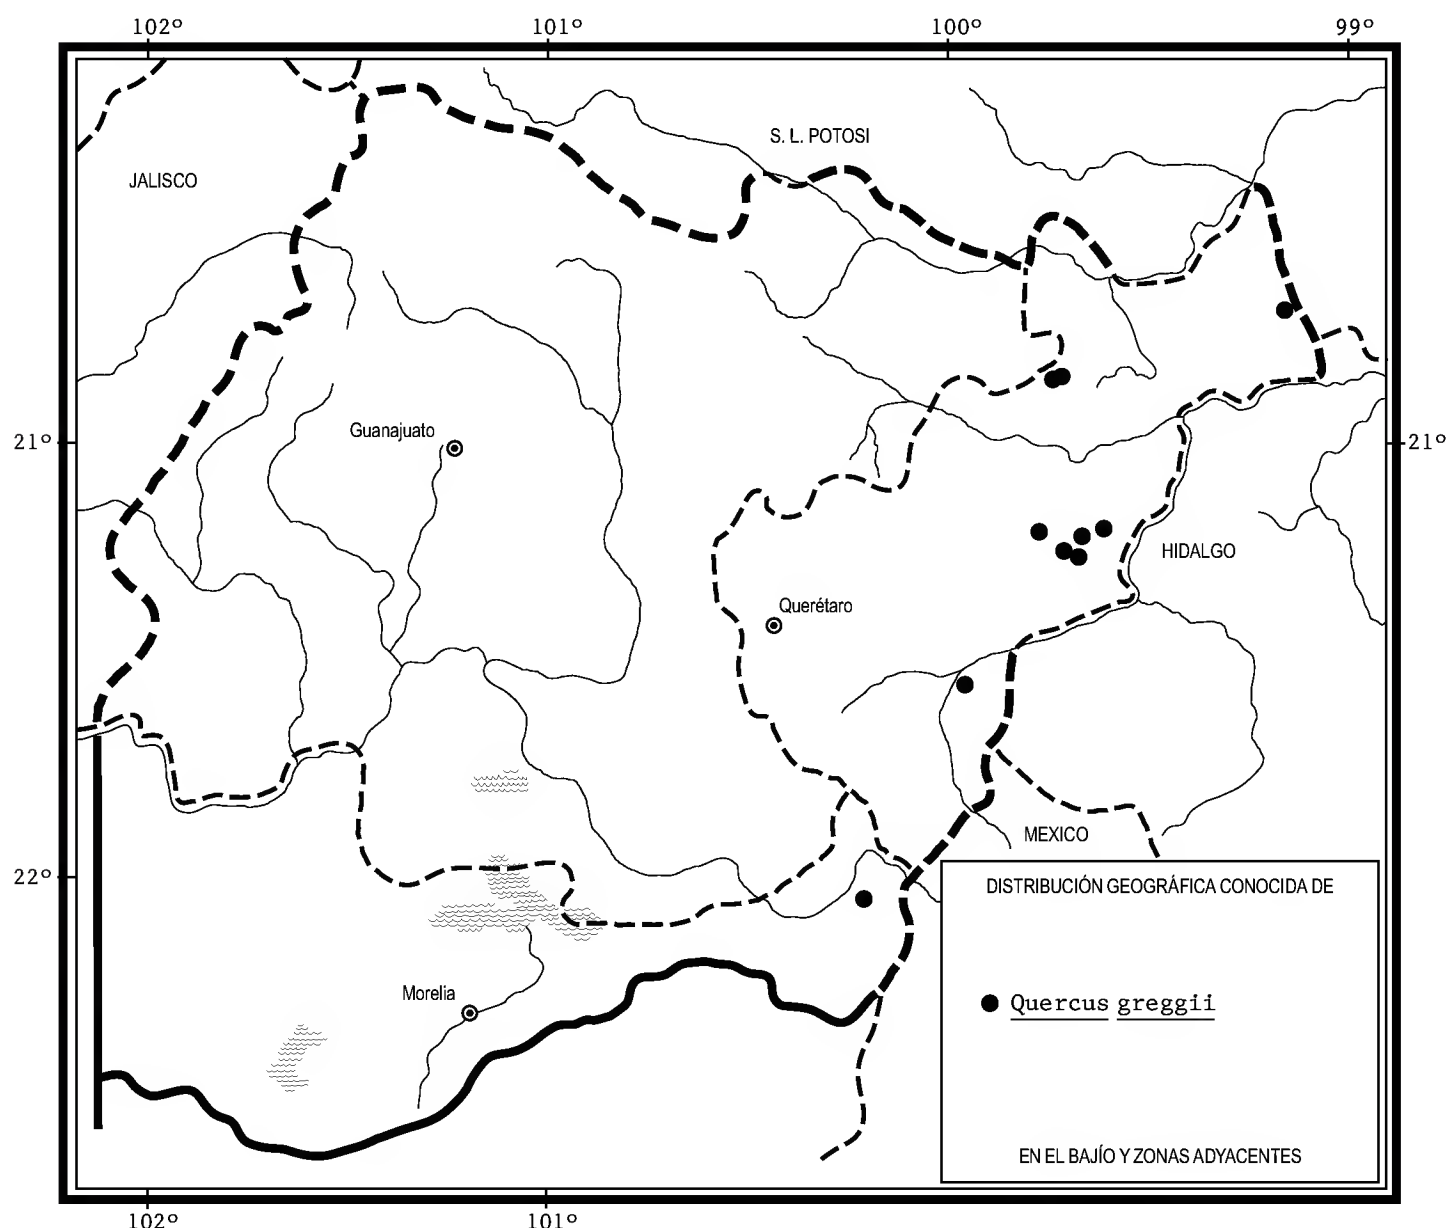 102º 101º 100º 99º
S. L. POTOSI
JALISCO
Guanajuato
21º 21º
HIDALGO
Querétaro
MEXICO
22º
DISTRIBUCIÓN GEOGRÁFICA CONOCIDA DE
Morelia
Quercus greggii
EN EL BAJÍO Y ZONAS ADYACENTES
102º 101º